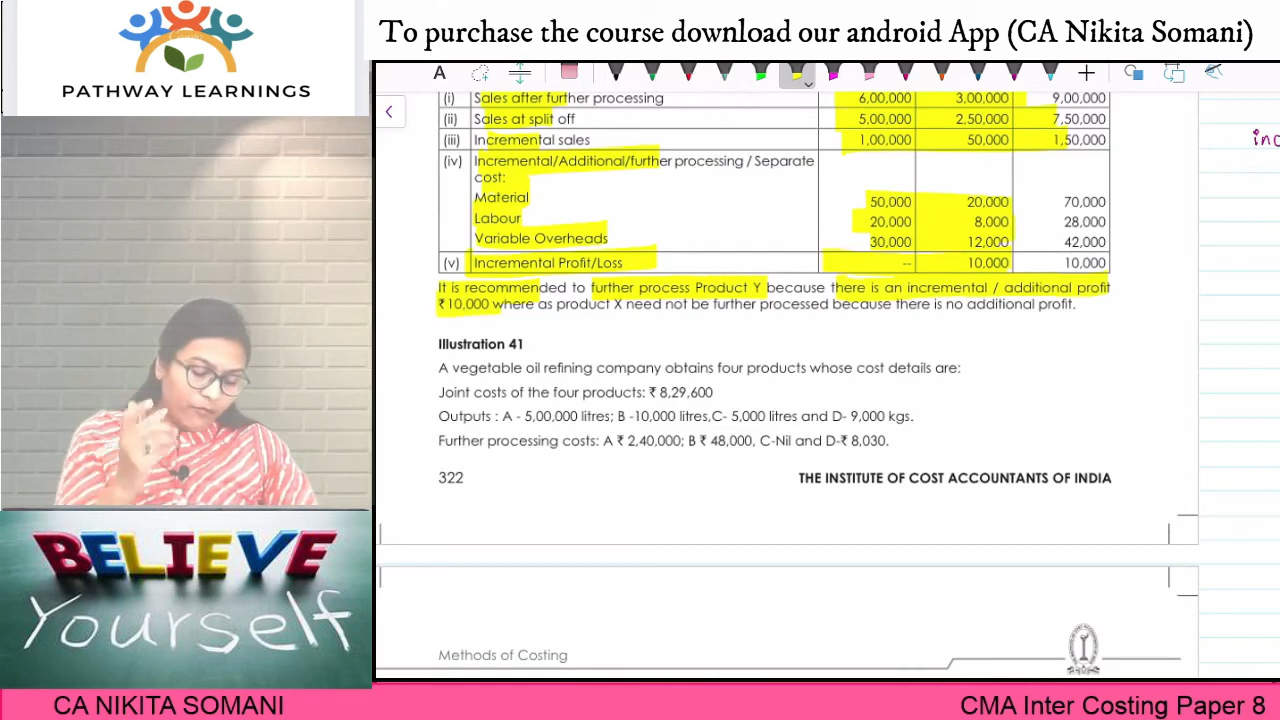 To purchase the course download our android App (CA Nikita Somani)
PATHWAY LEARNINGS
A
(i) Sales after further processing 6,00,000 3,00,000 9,00,000
(ii) Sales at split off 5,00,000 2,50,000 7,50,000
(iii) Incremental sales 1,00,000 50,000 1,50,000
inc
(iv) Incremental/Additional/further processing / Separate
cost:
Material 50,000 20,000 70,000
Labour 20,000 8,000 28,000
Variable Overheads 30,000 12,000 42,000
(v) Incremental Profit/Loss -- 10,000 10,000
It is recommended to further process Product Y because there is an incremental / additional profit
₹ 10,000 where as product X need not be further processed because there is no additional profit.
Illustration 41
A vegetable oil refining company obtains four products whose cost details are:
Joint costs of the four products: ₹ 8,29,600
Outputs : A - 5,00,000 litres; B -10,000 litres,C- 5,000 litres and D- 9,000 kgs.
Further processing costs: A ₹ 2,40,000; B ₹ 48,000, C-Nil and D-₹ 8,030.
322 THE INSTITUTE OF COST ACCOUNTANTS OF INDIA
Methods of Costing
BELIEVE
Yourself
CA NIKITA SOMANI
CMA Inter Costing Paper 8